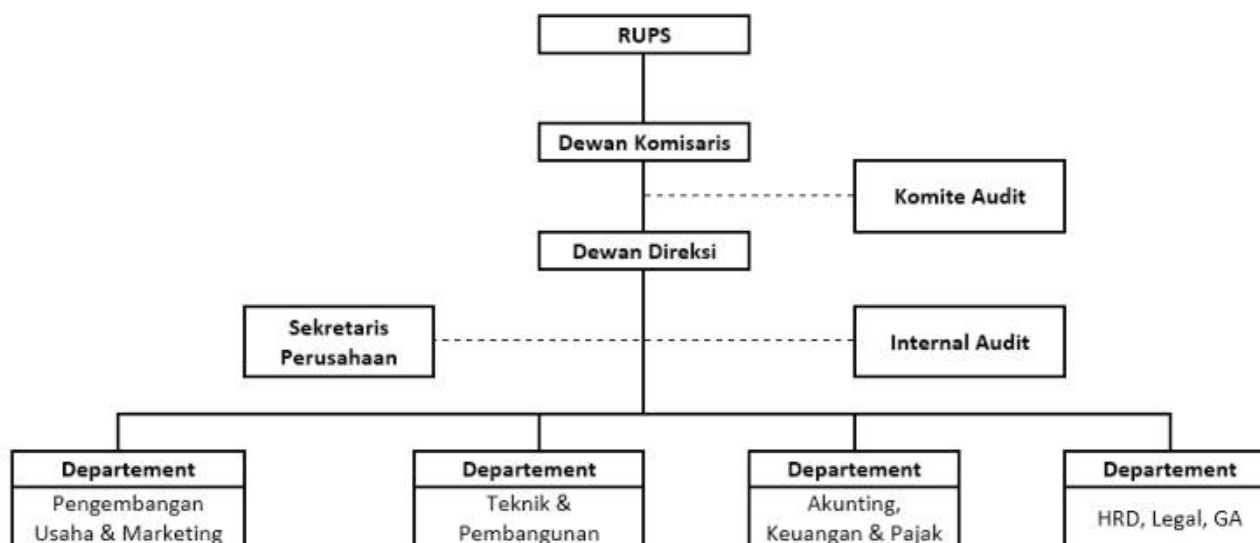 RUPS
Dewan Komisaris
Komite Audit
Dewan Direksi
Sekretaris
Perusahaan
Internal Audit
Departement
Pengembangan
Usaha & Marketing
Departement
Teknik &
Pembangunan
Departement
Akunting,
Keuangan & Pajak
Departement
HRD, Legal, GA